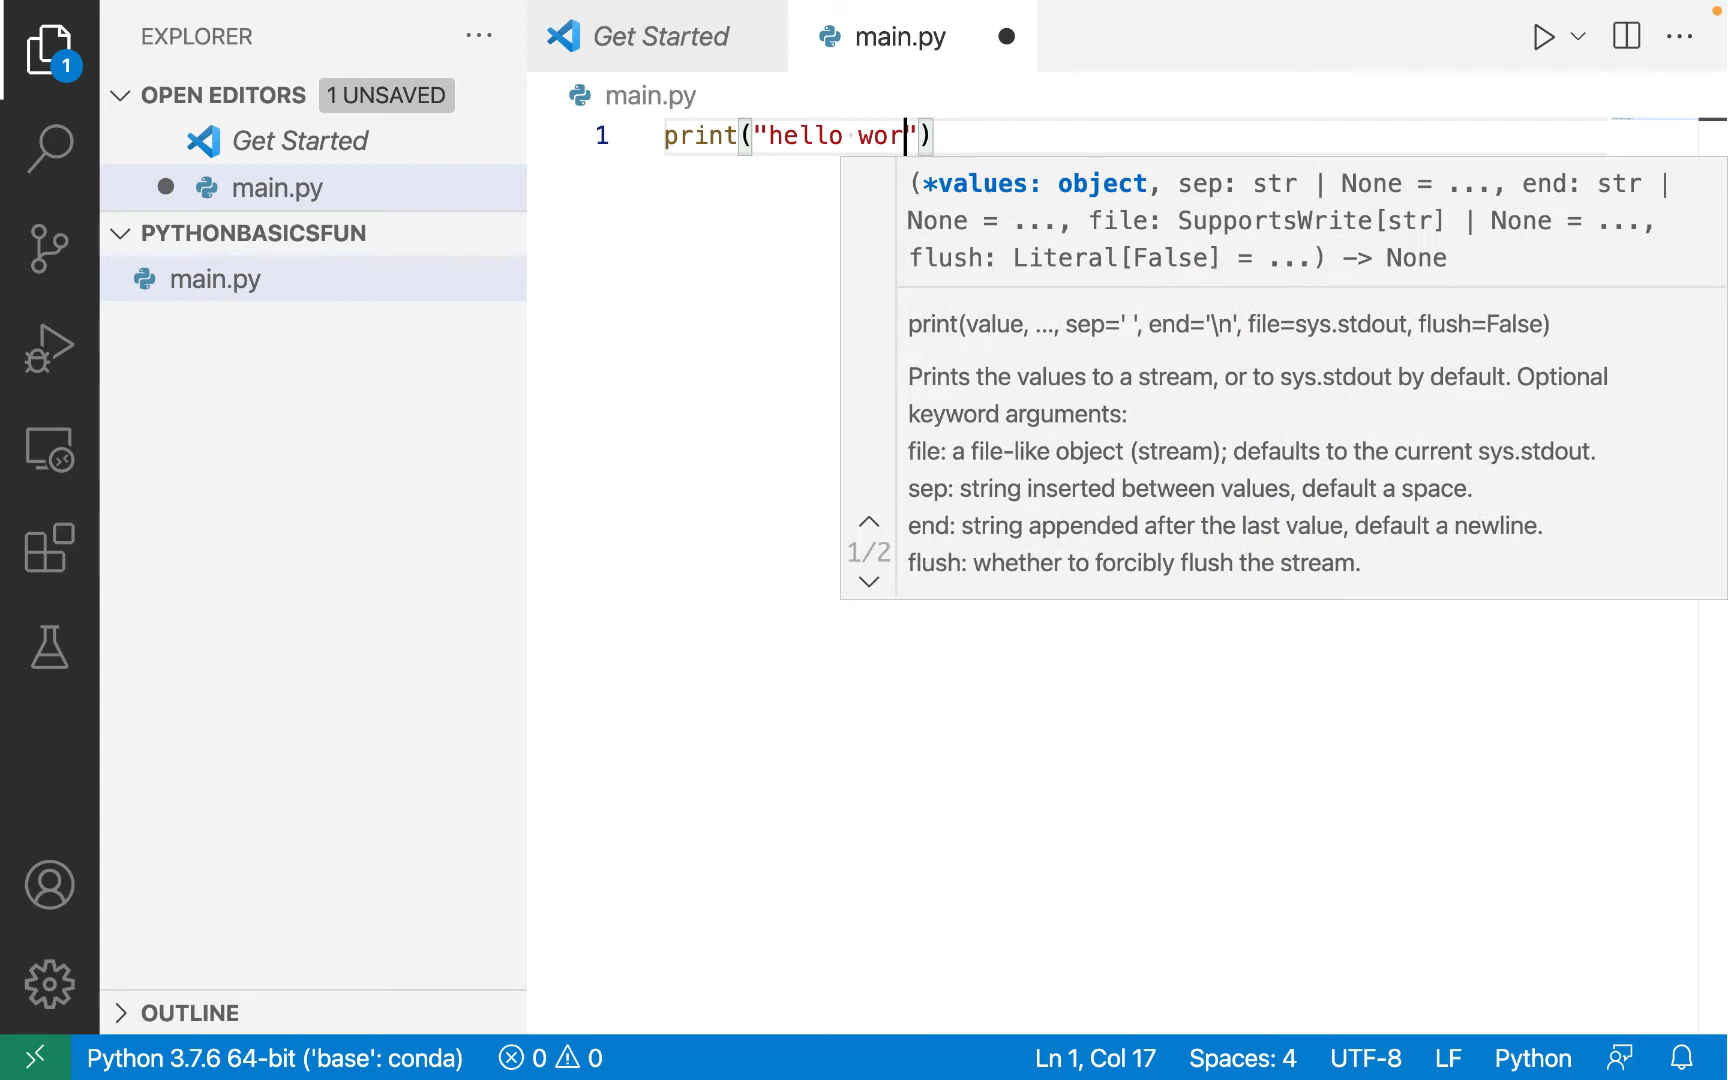 EXPLORER
1
OPEN EDITORS 1 UNSAVED
Get Started
main.py
PYTHONBASICSFUN
main.py
OUTLINE
Get Started
main.py
main.py
1 print("hello wor")
(*values: object, sep: str | None = ..., end: str |
None = ..., file: SupportsWrite[str] | None = ...,
flush: Literal[False] = ...) -> None
print(value, ..., sep=' ', end='\n', file=sys.stdout, flush=False)
Prints the values to a stream, or to sys.stdout by default. Optional
keyword arguments:
file: a file-like object (stream); defaults to the current sys.stdout.
sep: string inserted between values, default a space.
end: string appended after the last value, default a newline.
flush: whether to forcibly flush the stream.
1/2
Python 3.7.6 64-bit ('base': conda) 0 0 Ln 1, Col 17 Spaces: 4 UTF-8 LF Python